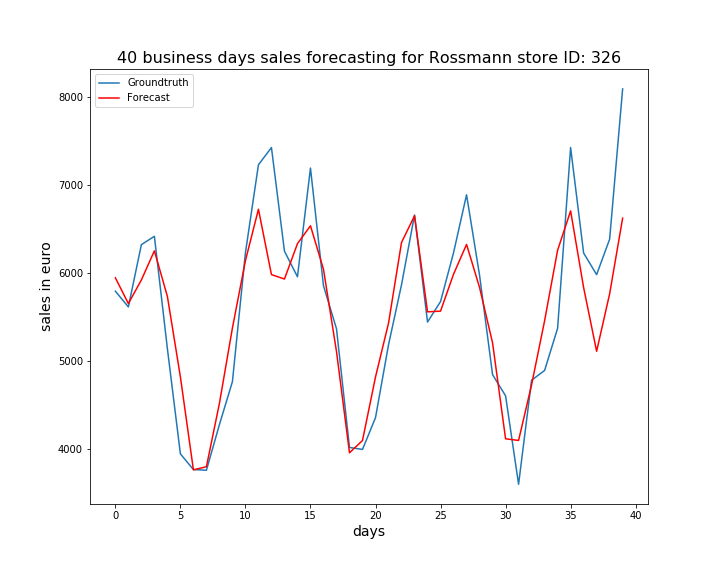 40 business days sales forecasting for Rossmann store ID: 326
Groundtruth
Forecast
8000
7000
6000
5000
4000
sales in euro
0 5 10 15 20 25 30 35 40
days